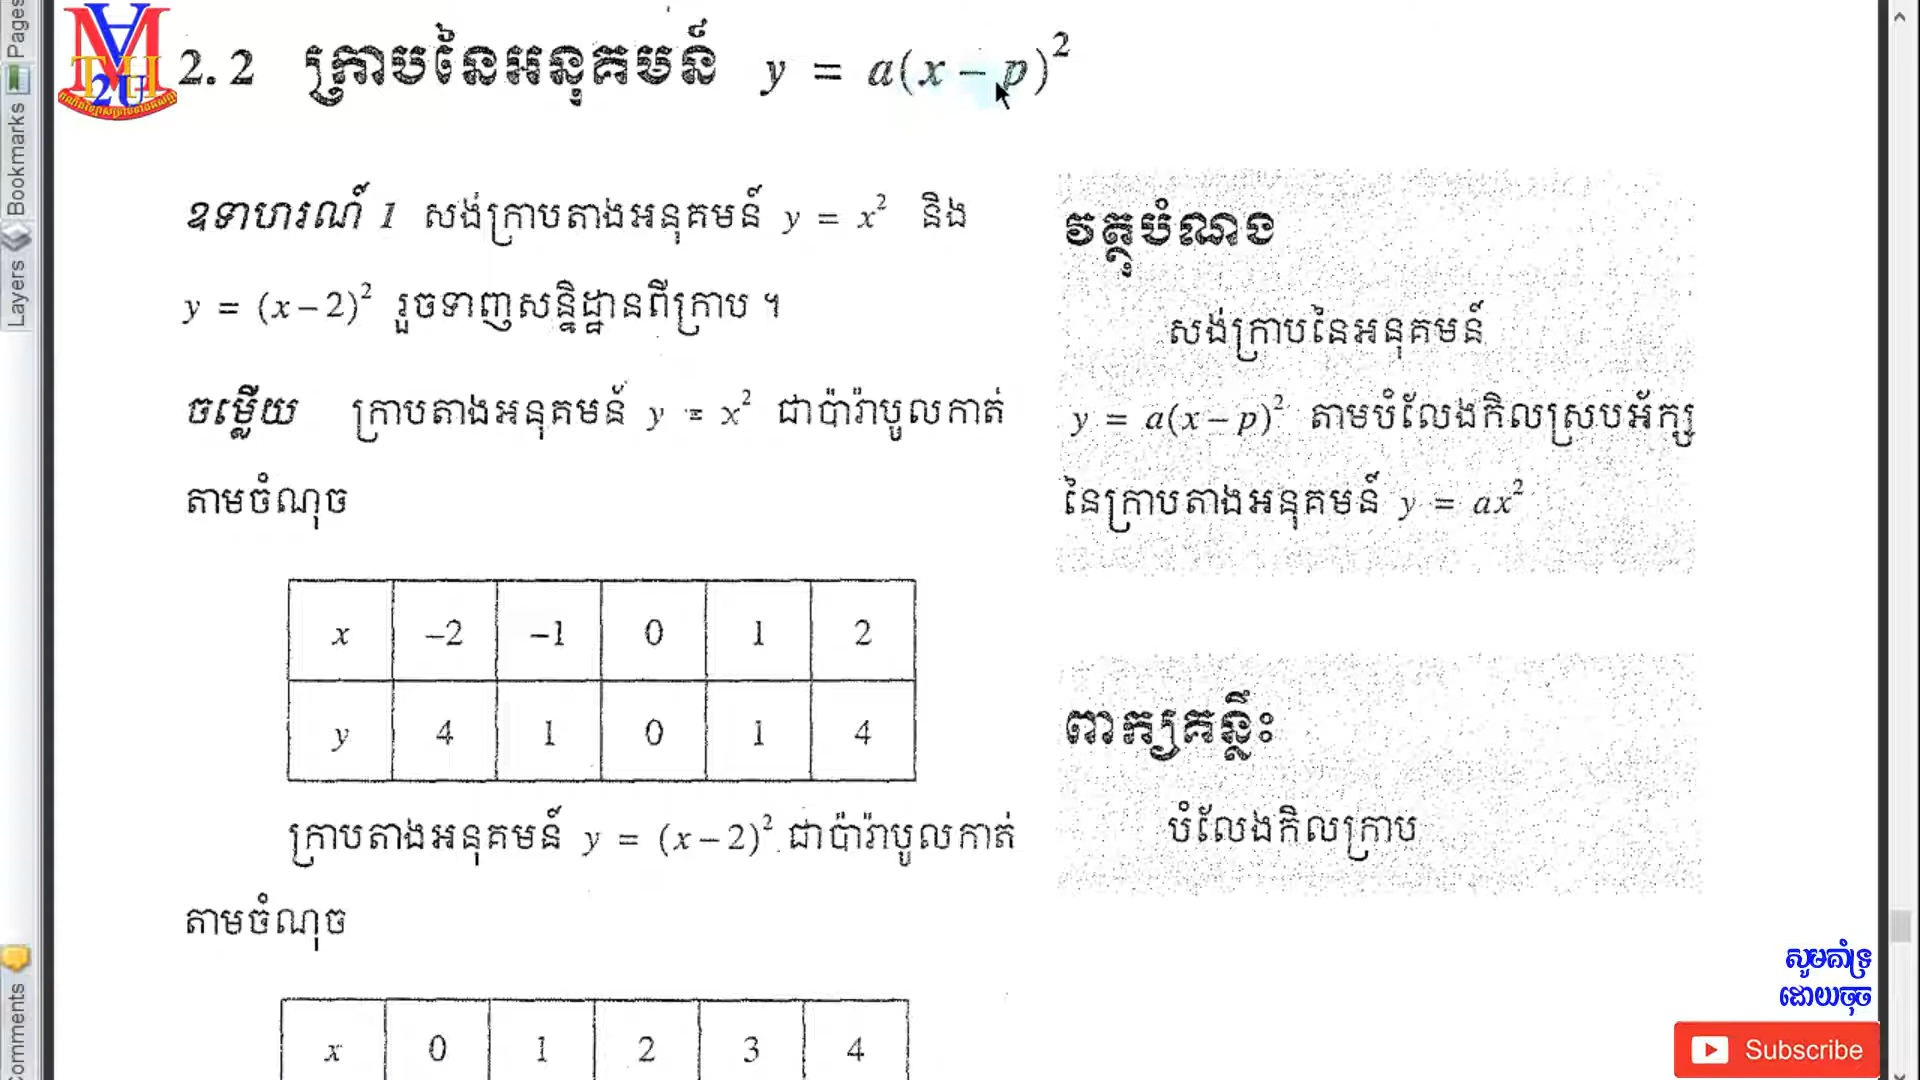 Pages
Bookmarks
Layers
Comments
MATH
2U
2.2 ក្រាបនៃអនុគមន៍ y = a(x – p)²
ឧទាហរណ៍ 1 សង់ក្រាបតាងអនុគមន៍ y = x² និង
y = (x – 2)² រួចទាញសន្និដ្ឋានពីក្រាប ។
ចម្លើយ ក្រាបតាងអនុគមន៍ y = x² ជាប៉ារ៉ាបូលកាត់
តាមចំណុច
x –2 –1 0 1 2
y 4 1 0 1 4
ក្រាបតាងអនុគមន៍ y = (x – 2)² ជាប៉ារ៉ាបូលកាត់
តាមចំណុច
x 0 1 2 3 4
វត្ថុបំណង
សង់ក្រាបនៃអនុគមន៍
y = a(x – p)² តាមបំលែងកិលស្របអ័ក្ស
នៃក្រាបតាងអនុគមន៍ y = ax²
ពាក្យគន្លឹះ
បំលែងកិលក្រាប
សូមគាំទ្រ
ដោយចុច
Subscribe